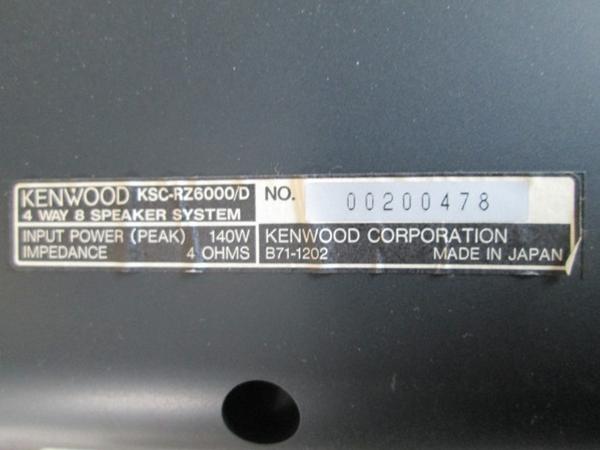 KENWOOD KSC-RZ6000/D
4 WAY 8 SPEAKER SYSTEM
INPUT POWER (PEAK) 140W
IMPEDANCE 4 OHMS
NO. 00200478
KENWOOD CORPORATION
B71-1202 MADE IN JAPAN